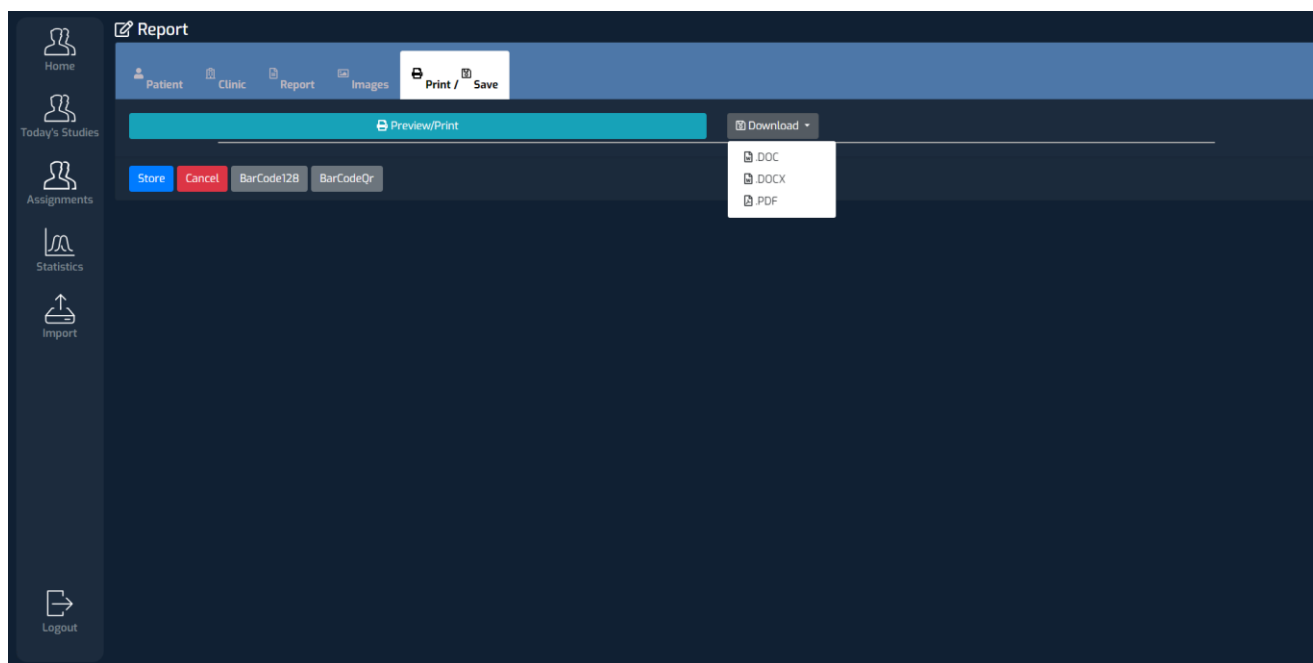 Report
Home
Patient Clinic Report Images Print / Save
Today's Studies
Preview/Print Download
.DOC
.DOCX
.PDF
Store Cancel BarCode128 BarCodeQr
Assignments
Statistics
Import
Logout